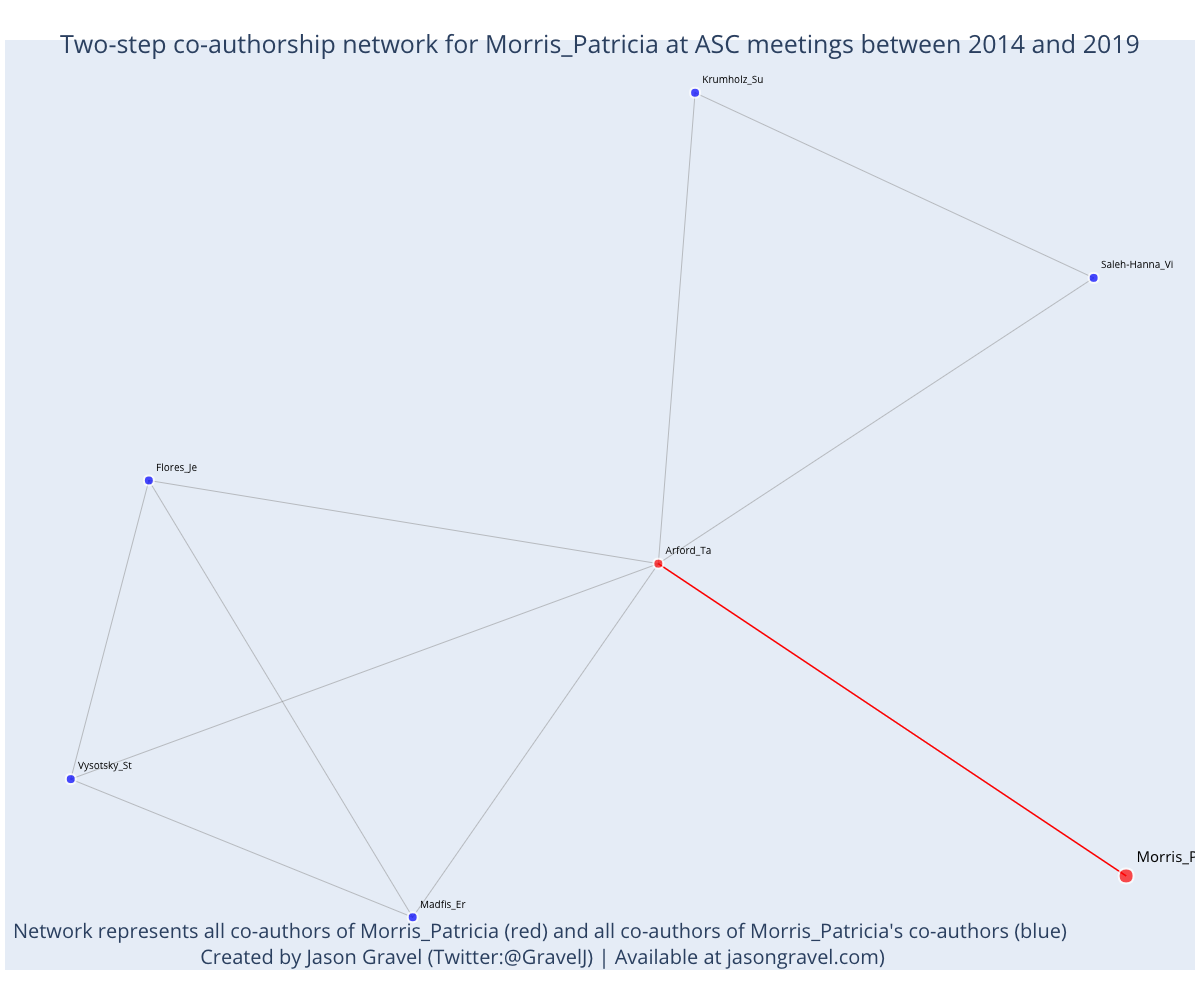 Two-step co-authorship network for Morris_Patricia at ASC meetings between 2014 and 2019
Krumholz_Su
Saleh-Hanna_Vi
Flores_Je
Arford_Ta
Vysotsky_St
Morris_P
Madfis_Er
Network represents all co-authors of Morris_Patricia (red) and all co-authors of Morris_Patricia's co-authors (blue)
Created by Jason Gravel (Twitter:@GravelJ) | Available at jasongravel.com)